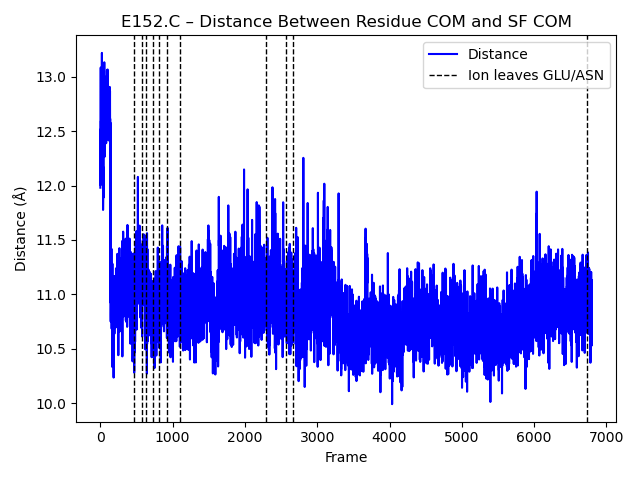 E152.C – Distance Between Residue COM and SF COM
Distance
Ion leaves GLU/ASN
Distance (Å)
13.0
12.5
12.0
11.5
11.0
10.5
10.0
0 1000 2000 3000 4000 5000 6000 7000
Frame